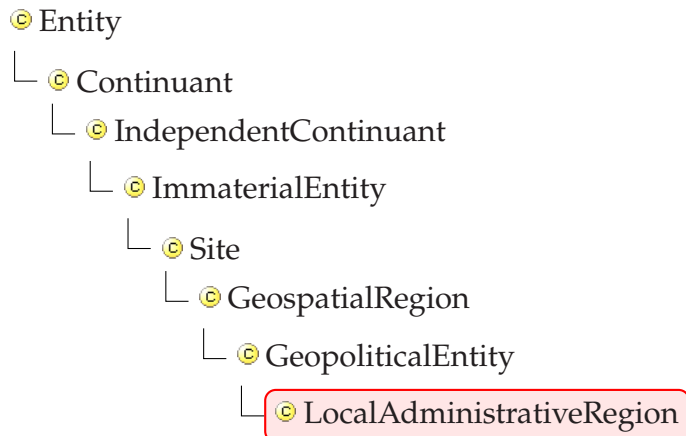 Entity
Continuant
IndependentContinuant
ImmaterialEntity
Site
GeospatialRegion
GeopoliticalEntity
LocalAdministrativeRegion